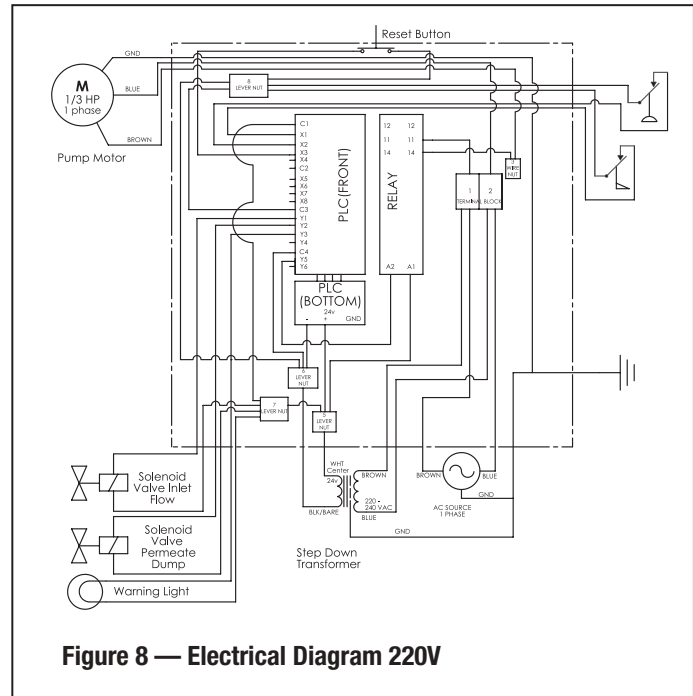 Reset Button
GND
M
1/3 HP
1 phase
BLUE
BROWN
Pump Motor
8
LEVER NUT
C1
X1
X2
X3
X4
C2
X5
X6
X7
X8
C3
Y1
Y2
Y3
Y4
C4
Y5
Y6
PLC(FRONT)
12
11
14
RELAY
12
11
14
A2
A1
3
WIRE
NUT
1
2
TERMINAL BLOCK
PLC
(BOTTOM)
24v
-
+
GND
6
LEVER
NUT
7
LEVER NUT
5
LEVER
NUT
WHT
Center
24v
BROWN
220 -
240 VAC
BLUE
BLK/BARE
GND
BROWN
BLUE
GND
AC SOURCE
1 PHASE
Step Down
Transformer
Solenoid
Valve Inlet
Flow
Solenoid
Valve
Permeate
Dump
Warning Light
Figure 8 — Electrical Diagram 220V